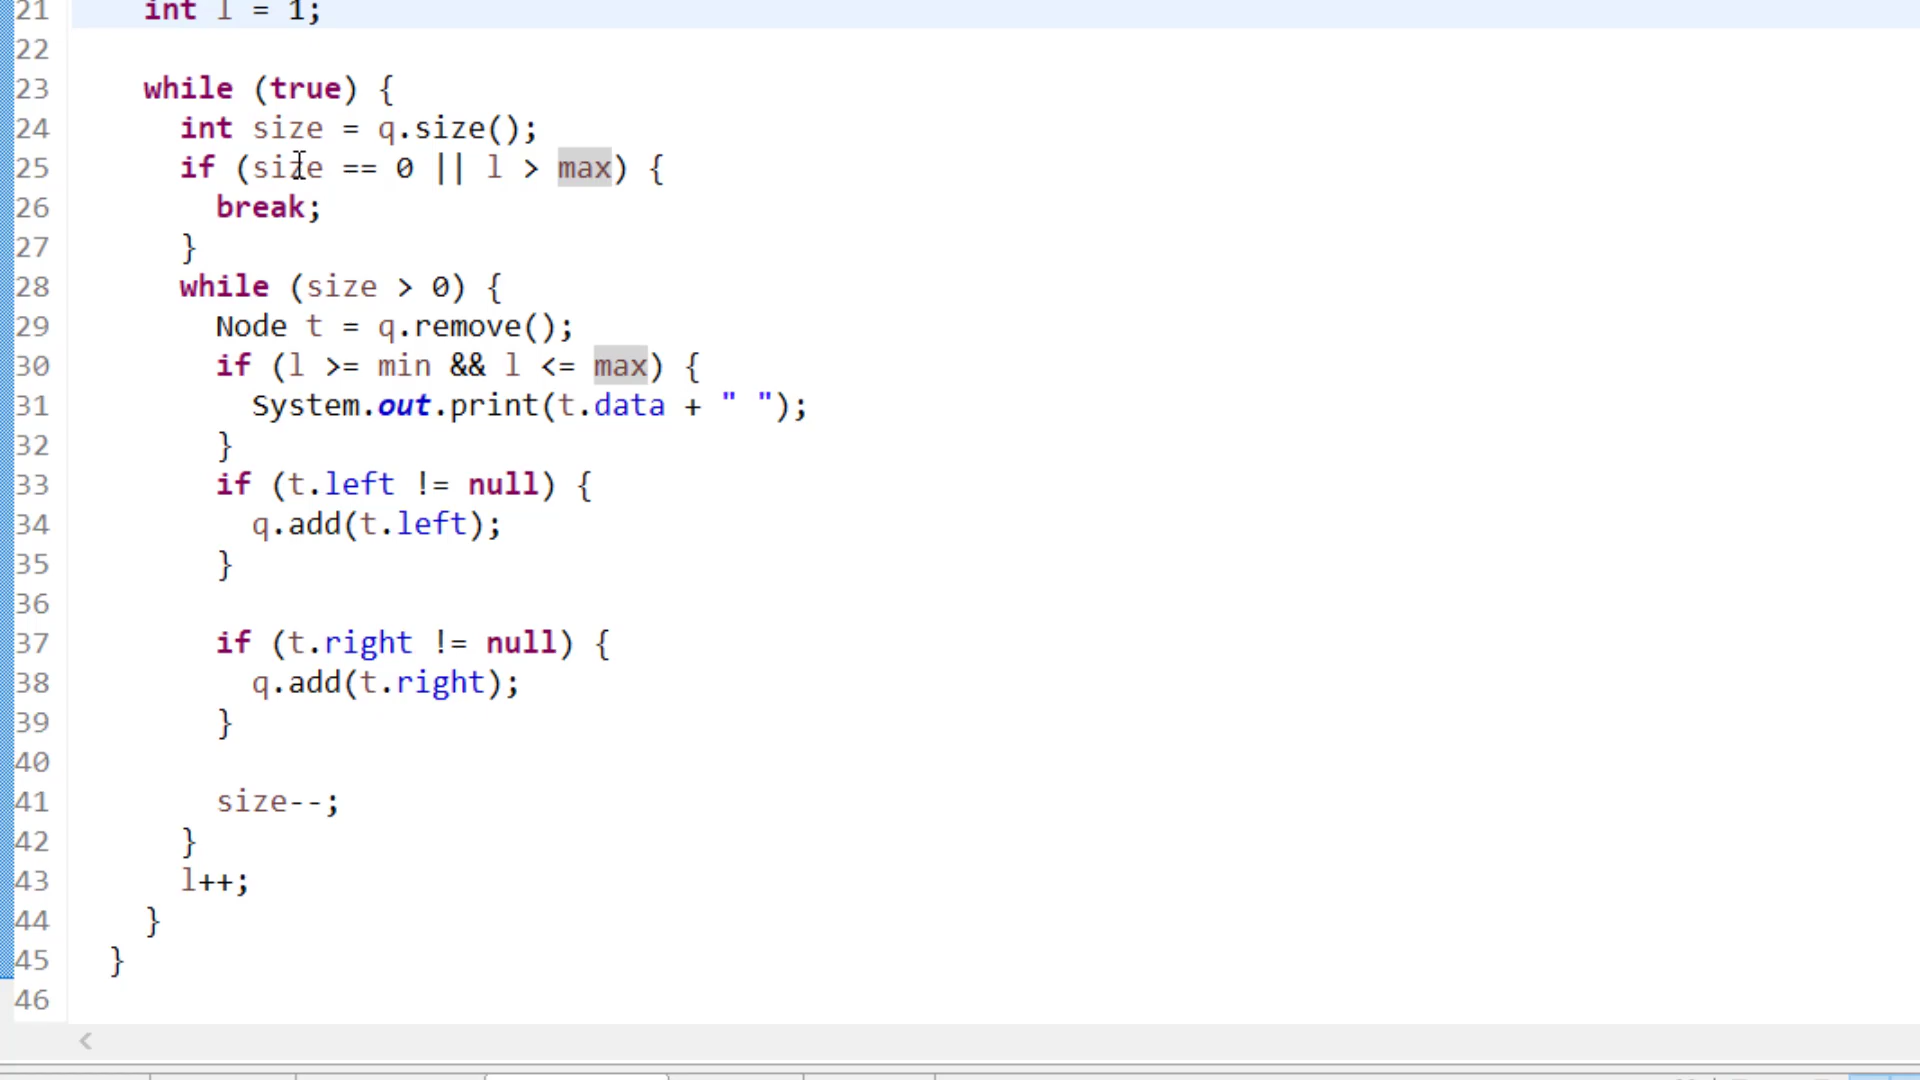 21 int l = 1;
22
23 while (true) {
24 int size = q.size();
25 if (size == 0 || l > max) {
26 break;
27 }
28 while (size > 0) {
29 Node t = q.remove();
30 if (l >= min && l <= max) {
31 System.out.print(t.data + " ");
32 }
33 if (t.left != null) {
34 q.add(t.left);
35 }
36
37 if (t.right != null) {
38 q.add(t.right);
39 }
40
41 size--;
42 }
43 l++;
44 }
45 }
46